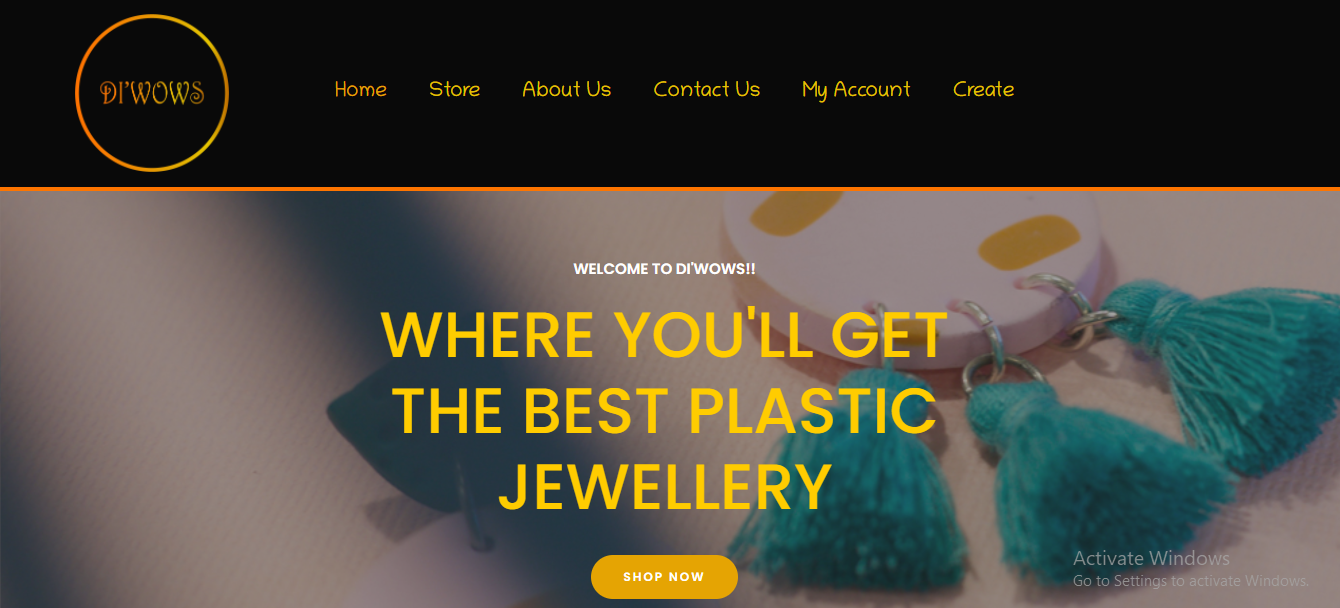 DI'WOWS
Home Store About Us Contact Us My Account Create
WELCOME TO DI'WOWS!!
WHERE YOU'LL GET
THE BEST PLASTIC
JEWELLERY
SHOP NOW
Activate Windows
Go to Settings to activate Windows.